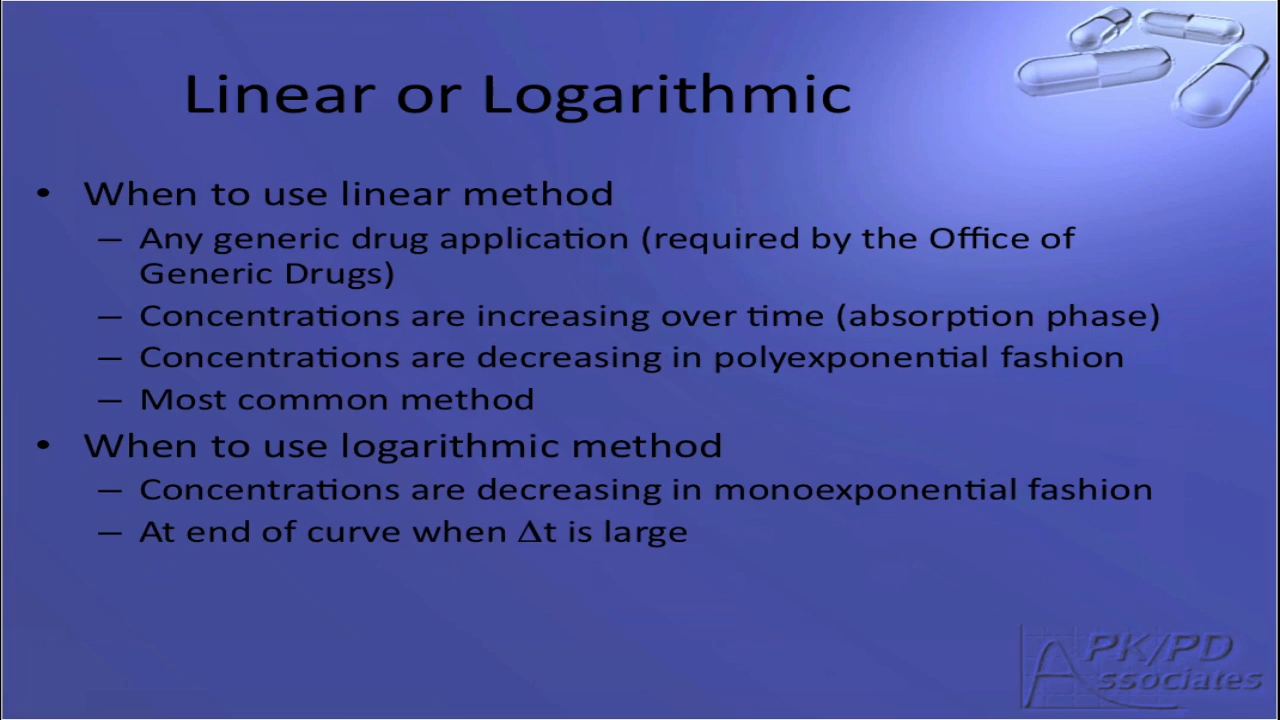 Linear or Logarithmic
• When to use linear method
– Any generic drug application (required by the Office of
Generic Drugs)
– Concentrations are increasing over time (absorption phase)
– Concentrations are decreasing in polyexponential fashion
– Most common method
• When to use logarithmic method
– Concentrations are decreasing in monoexponential fashion
– At end of curve when Δt is large
PK/PD
Associates